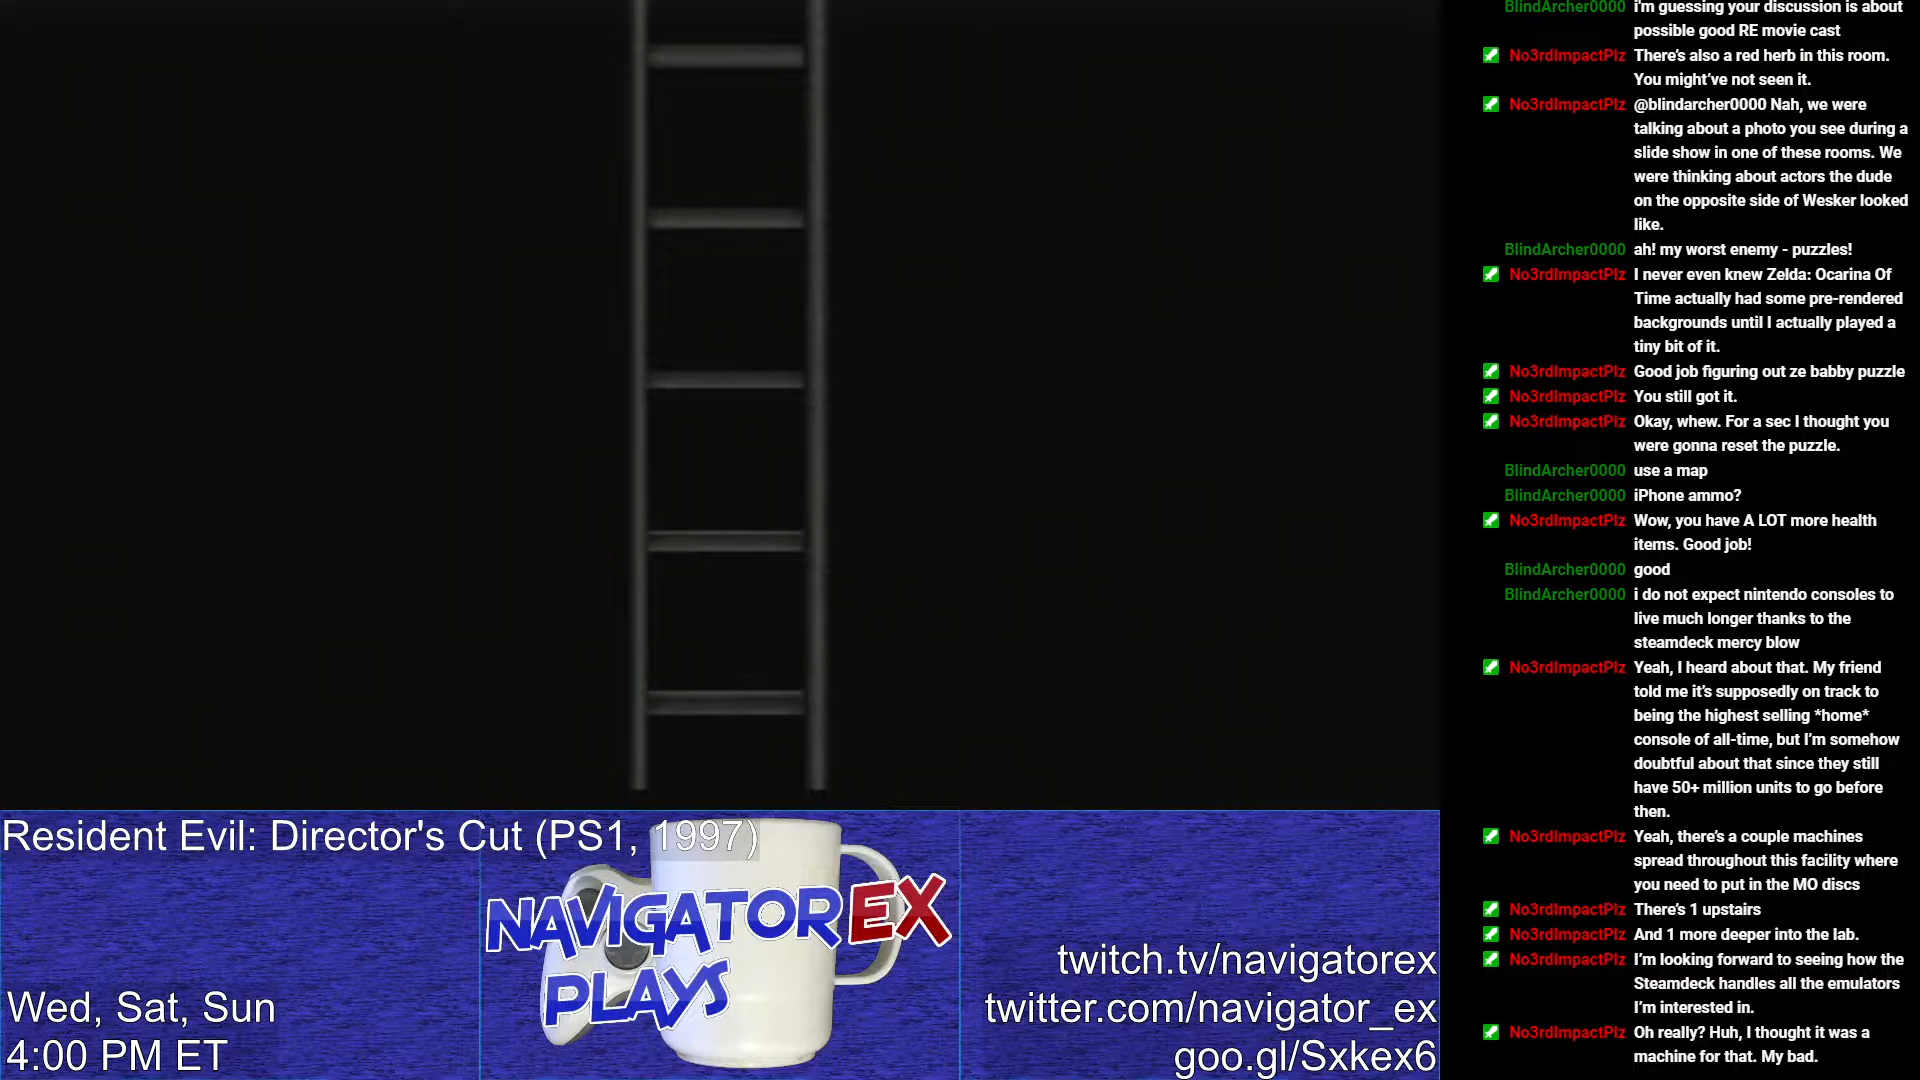 BlindArcher0000 i'm guessing your discussion is about
possible good RE movie cast
No3rdImpactPlz There's also a red herb in this room.
You might've not seen it.
No3rdImpactPlz @blindarcher0000 Nah, we were
talking about a photo you see during a
slide show in one of these rooms. We
were thinking about actors the dude
on the opposite side of Wesker looked
like.
BlindArcher0000 ah! my worst enemy - puzzles!
No3rdImpactPlz I never even knew Zelda: Ocarina Of
Time actually had some pre-rendered
backgrounds until I actually played a
tiny bit of it.
No3rdImpactPlz Good job figuring out ze babby puzzle
No3rdImpactPlz You still got it.
No3rdImpactPlz Okay, whew. For a sec I thought you
were gonna reset the puzzle.
BlindArcher0000 use a map
BlindArcher0000 iPhone ammo?
No3rdImpactPlz Wow, you have A LOT more health
items. Good job!
BlindArcher0000 good
BlindArcher0000 i do not expect nintendo consoles to
live much longer thanks to the
steamdeck mercy blow
No3rdImpactPlz Yeah, I heard about that. My friend
told me it's supposedly on track to
being the highest selling *home*
console of all-time, but I'm somehow
doubtful about that since they still
have 50+ million units to go before
then.
No3rdImpactPlz Yeah, there's a couple machines
spread throughout this facility where
you need to put in the MO discs
No3rdImpactPlz There's 1 upstairs
No3rdImpactPlz And 1 more deeper into the lab.
No3rdImpactPlz I'm looking forward to seeing how the
Steamdeck handles all the emulators
I'm interested in.
No3rdImpactPlz Oh really? Huh, I thought it was a
machine for that. My bad.
Resident Evil: Director's Cut (PS1, 1997)
Wed, Sat, Sun
4:00 PM ET
NAVIGATOREX
PLAYS
twitch.tv/navigatorex
twitter.com/navigator_ex
goo.gl/Sxkex6